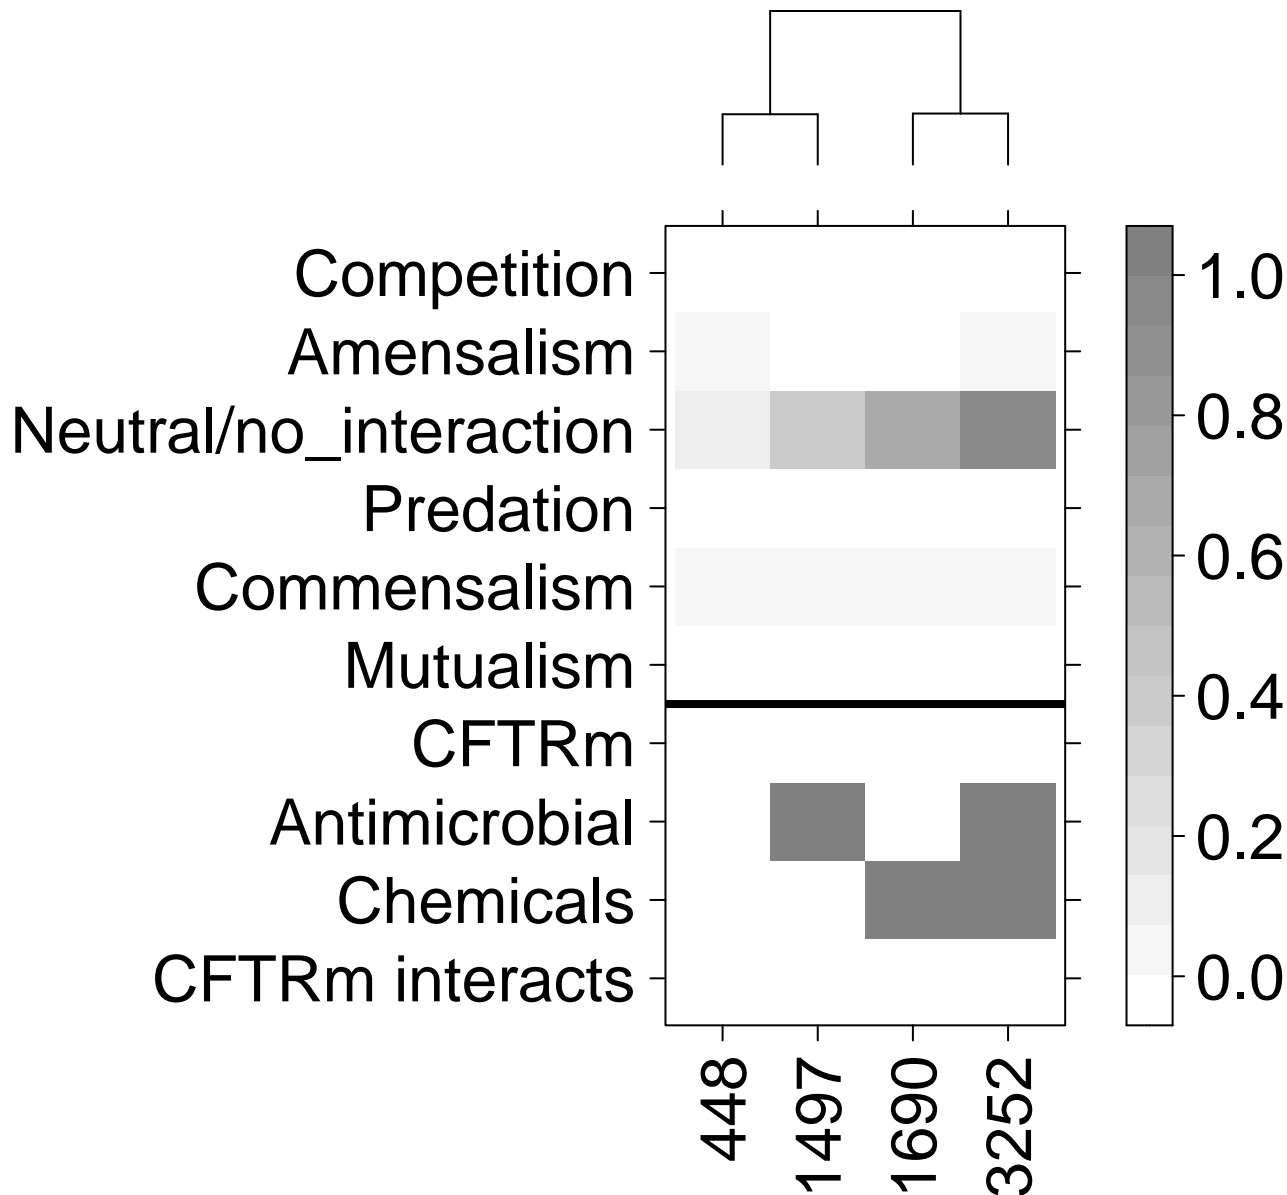 Competition
Amensalism
Neutral/no_interaction
Predation
Commensalism
Mutualism
CFTRm
Antimicrobial
Chemicals
CFTRm interacts
448
1497
1690
3252
1.0
0.8
0.6
0.4
0.2
0.0